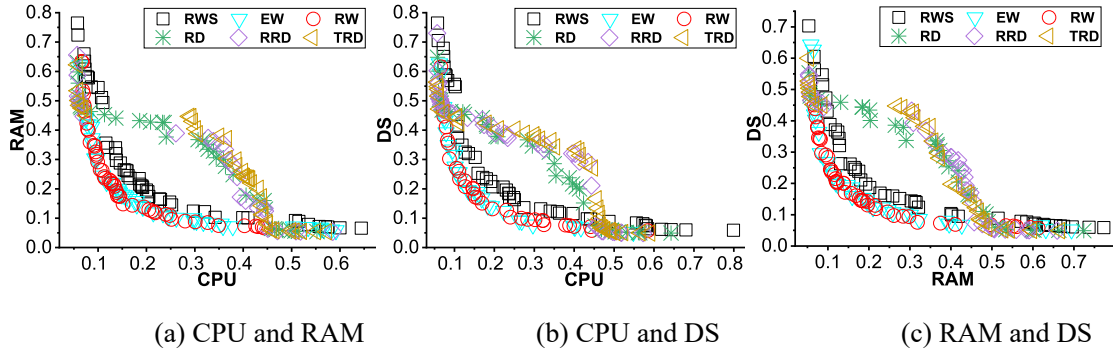 RWS EW RW
RD RRD TRD
0.8
0.7
0.6
0.5
0.4
0.3
0.2
0.1
0.0
RAM
0.1 0.2 0.3 0.4 0.5 0.6
CPU
(a) CPU and RAM
RWS EW RW
RD RRD TRD
0.8
0.7
0.6
0.5
0.4
0.3
0.2
0.1
0.0
DS
0.1 0.2 0.3 0.4 0.5 0.6 0.7 0.8
CPU
(b) CPU and DS
RWS EW RW
RD RRD TRD
0.7
0.6
0.5
0.4
0.3
0.2
0.1
0.0
DS
0.1 0.2 0.3 0.4 0.5 0.6 0.7
RAM
(c) RAM and DS